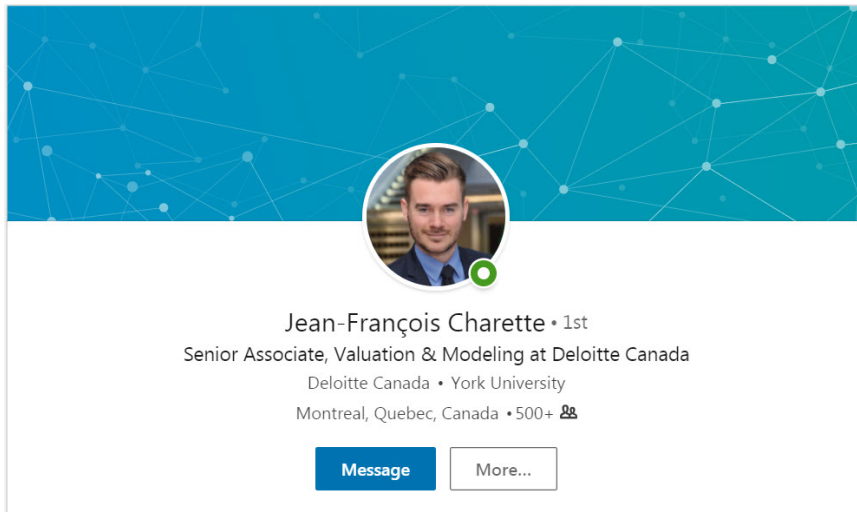 Jean-François Charette • 1st
Senior Associate, Valuation & Modeling at Deloitte Canada
Deloitte Canada • York University
Montreal, Quebec, Canada • 500+
Message
More...